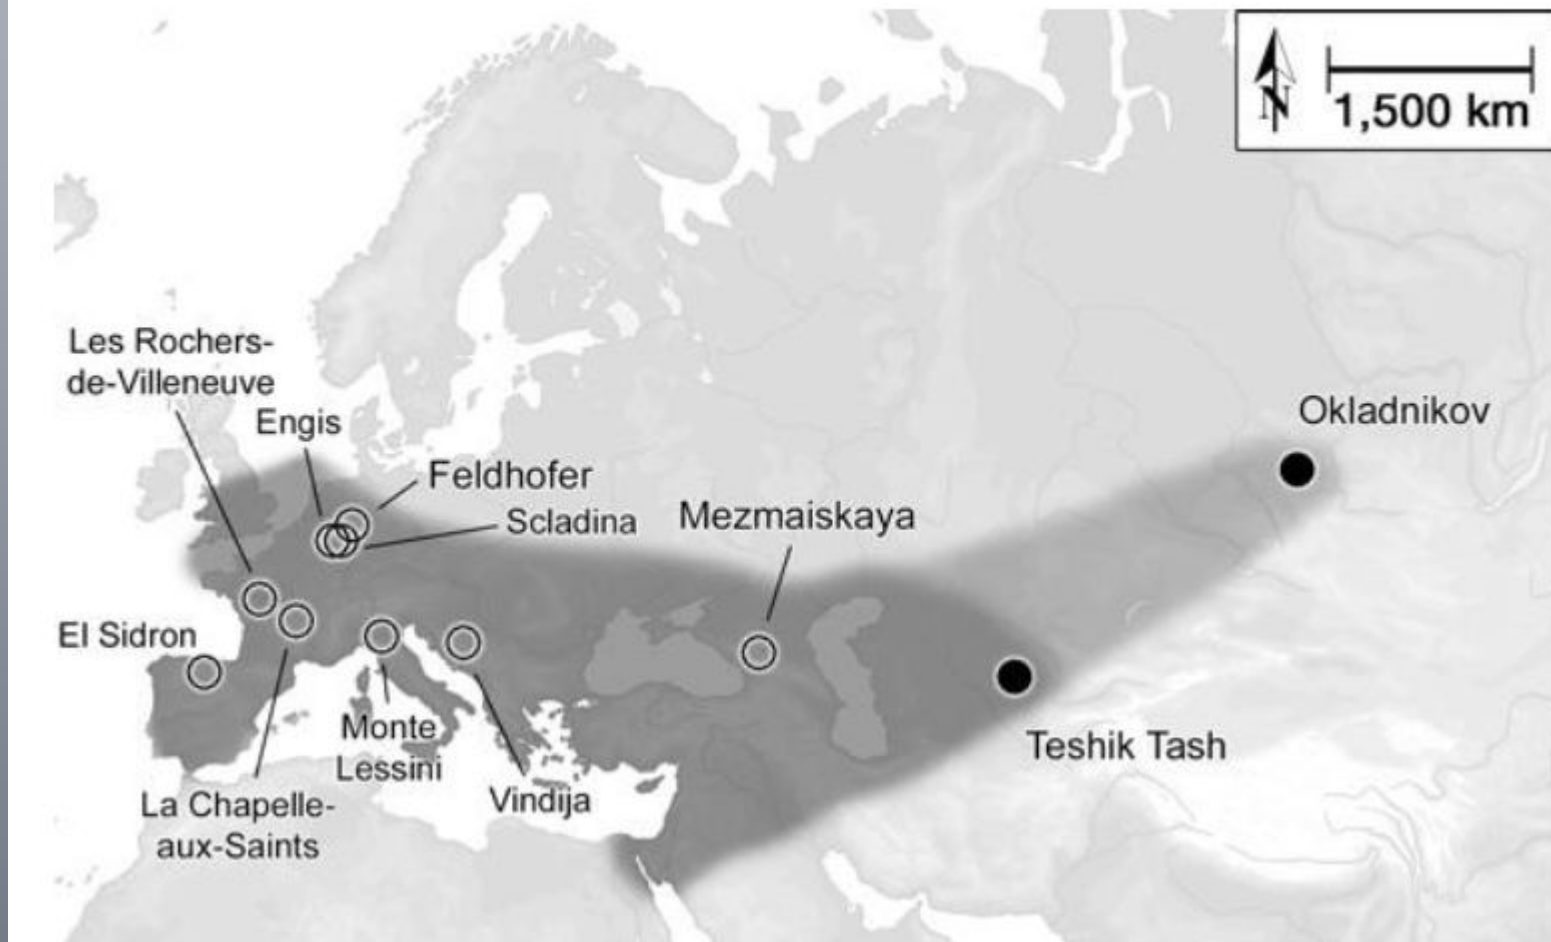 N
1,500 km
Les Rochers-
de-Villeneuve
Engis
Okladnikov
Feldhofer
Scladina
Mezmaiskaya
El Sidron
Monte
Lessini
Teshik Tash
Vindija
La Chapelle-
aux-Saints